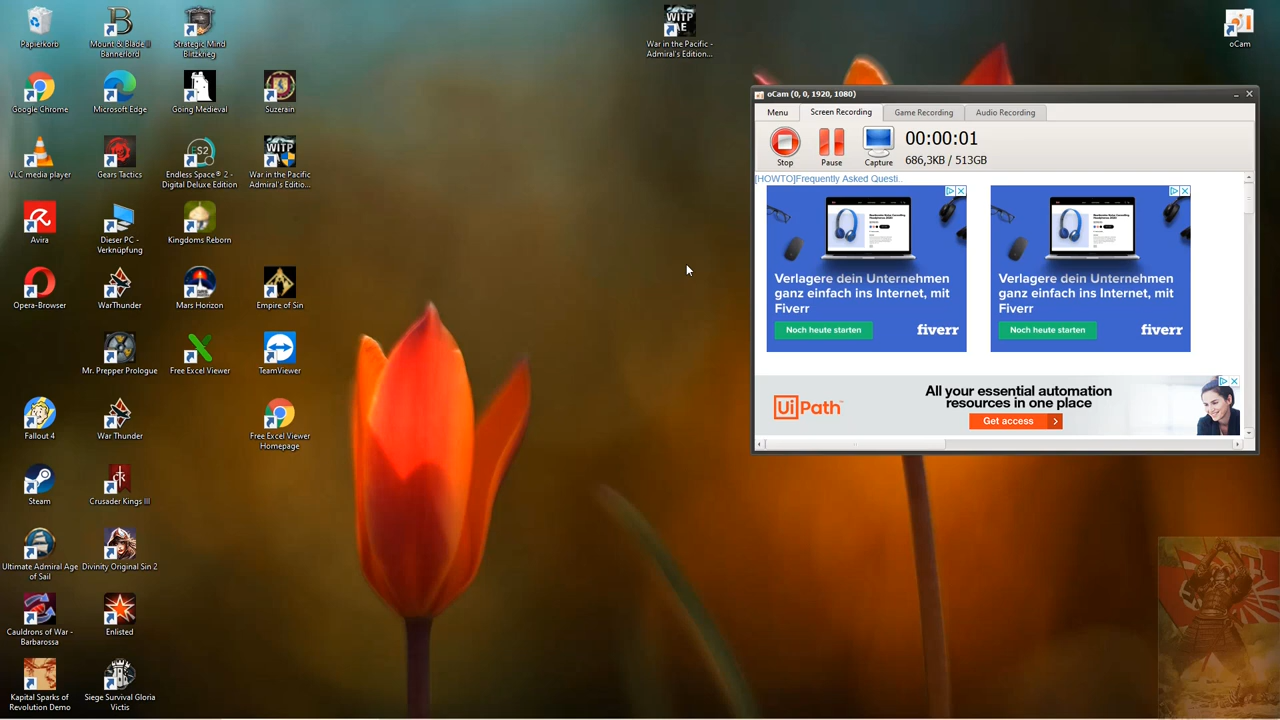 Papierkorb
Mount & Blade II
Bannerlord
Strategic Mind
Blitzkrieg
WITP
AE
War in the Pacific -
Admiral's Edition...
oCam
Google Chrome
Microsoft Edge
Going Medieval
Suzerain
VLC media player
Gears Tactics
ES2
Endless Space® 2 -
Digital Deluxe Edition
WITP
War in the Pacific
Admiral's Editio...
Avira
Dieser PC -
Verknüpfung
Kingdoms Reborn
Opera-Browser
WarThunder
Mars Horizon
Empire of Sin
Mr. Prepper Prologue
Free Excel Viewer
TeamViewer
Fallout 4
War Thunder
Free Excel Viewer
Homepage
Steam
Crusader Kings III
Ultimate Admiral Age
of Sail
Divinity Original Sin 2
Cauldrons of War -
Barbarossa
Enlisted
Kapital Sparks of
Revolution Demo
Siege Survival Gloria
Victis
oCam (0, 0, 1920, 1080)
Menu
Screen Recording
Game Recording
Audio Recording
Stop
Pause
Capture
00:00:01
686,3KB / 513GB
[HOWTO]Frequently Asked Questi..
Verlagere dein Unternehmen
ganz einfach ins Internet, mit
Fiverr
Noch heute starten
fiverr
Verlagere dein Unternehmen
ganz einfach ins Internet, mit
Fiverr
Noch heute starten
fiverr
UiPath
All your essential automation
resources in one place
Get access